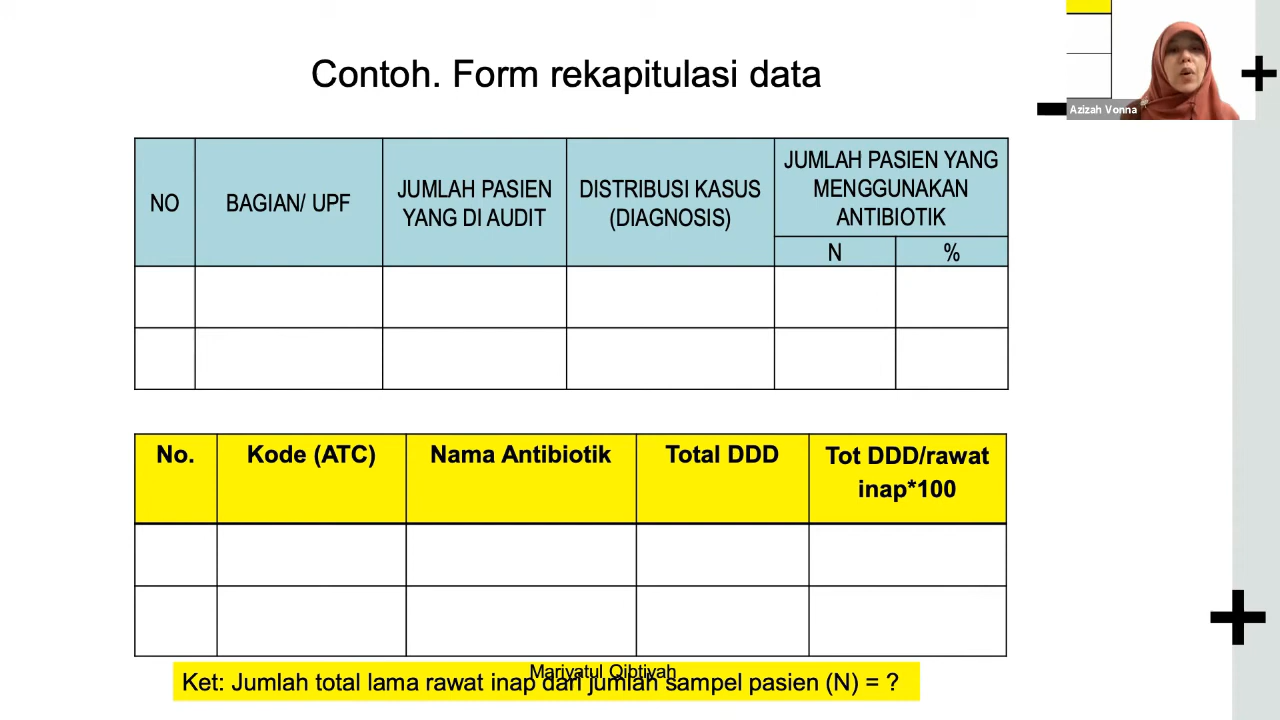 Contoh. Form rekapitulasi data
Azizah Vonna
NO
BAGIAN/ UPF
JUMLAH PASIEN
YANG DI AUDIT
DISTRIBUSI KASUS
(DIAGNOSIS)
JUMLAH PASIEN YANG
MENGGUNAKAN
ANTIBIOTIK
N
%
No.
Kode (ATC)
Nama Antibiotik
Total DDD
Tot DDD/rawat
inap*100
Mariyatul Qibtiyah
Ket: Jumlah total lama rawat inap dari jumlah sampel pasien (N) = ?